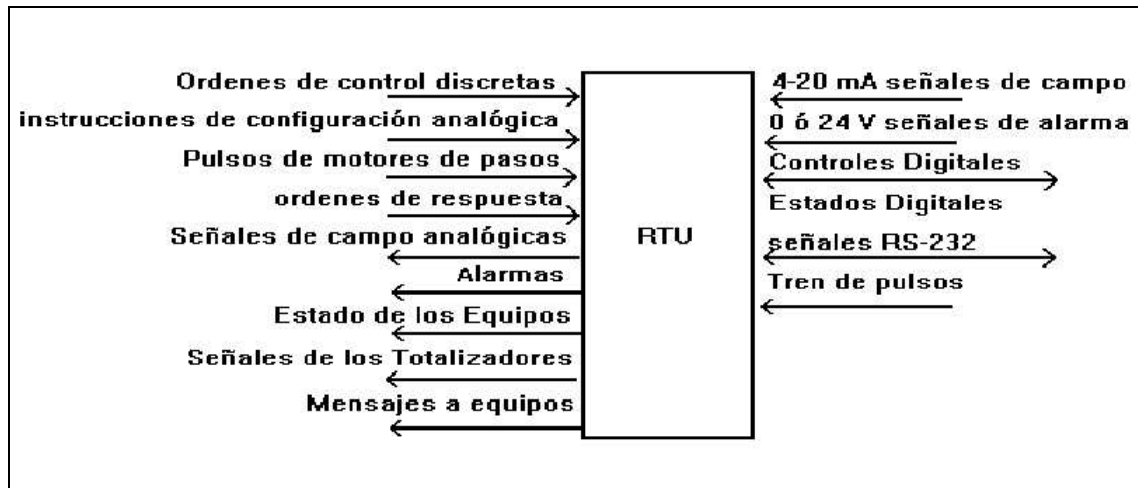 Ordenes de control discretas
instrucciones de configuración analógica
Pulsos de motores de pasos
ordenes de respuesta
Señales de campo analógicas
Alarmas
Estado de los Equipos
Señales de los Totalizadores
Mensajes a equipos
RTU
4-20 mA señales de campo
0 ó 24 V señales de alarma
Controles Digitales
Estados Digitales
señales RS-232
Tren de pulsos